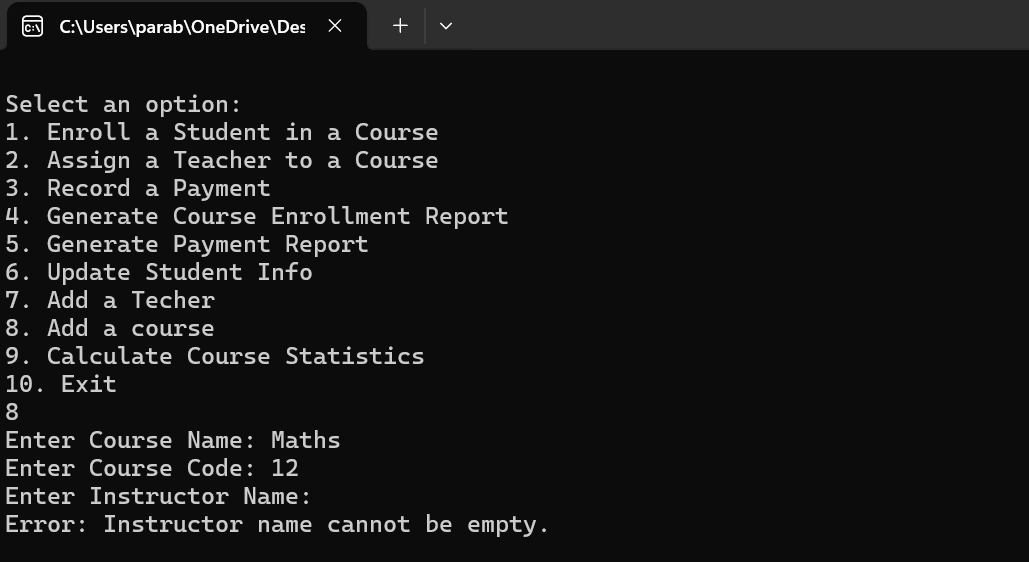 C:\Users\parab\OneDrive\Des
Select an option:
1. Enroll a Student in a Course
2. Assign a Teacher to a Course
3. Record a Payment
4. Generate Course Enrollment Report
5. Generate Payment Report
6. Update Student Info
7. Add a Techer
8. Add a course
9. Calculate Course Statistics
10. Exit
8
Enter Course Name: Maths
Enter Course Code: 12
Enter Instructor Name:
Error: Instructor name cannot be empty.